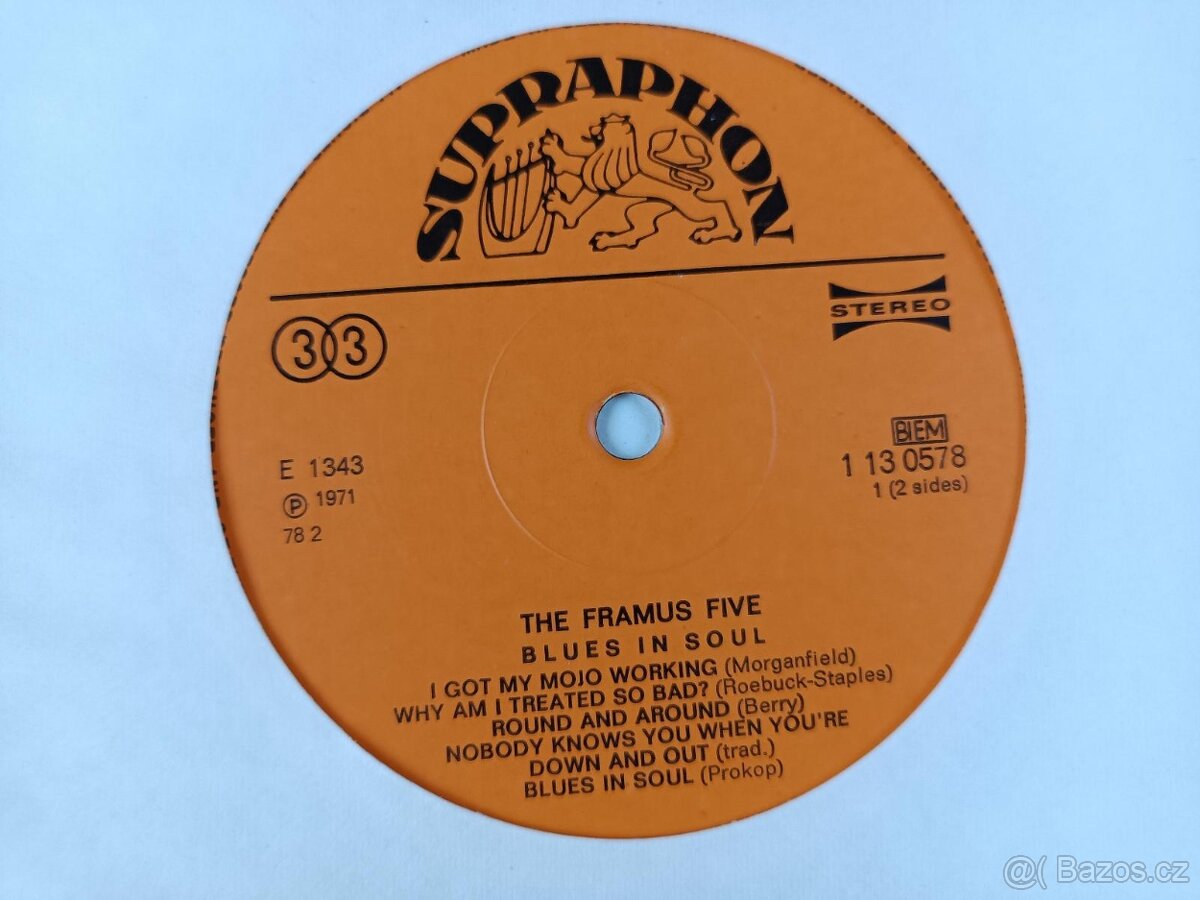 SUPRAPHON
33
STEREO
BIEM
E 1343
1 13 0578
℗ 1971
1 (2 sides)
78 2
THE FRAMUS FIVE
BLUES IN SOUL
I GOT MY MOJO WORKING (Morganfield)
WHY AM I TREATED SO BAD? (Roebuck-Staples)
ROUND AND AROUND (Berry)
NOBODY KNOWS YOU WHEN YOU'RE
DOWN AND OUT (trad.)
BLUES IN SOUL (Prokop)
@( Bazos.cz